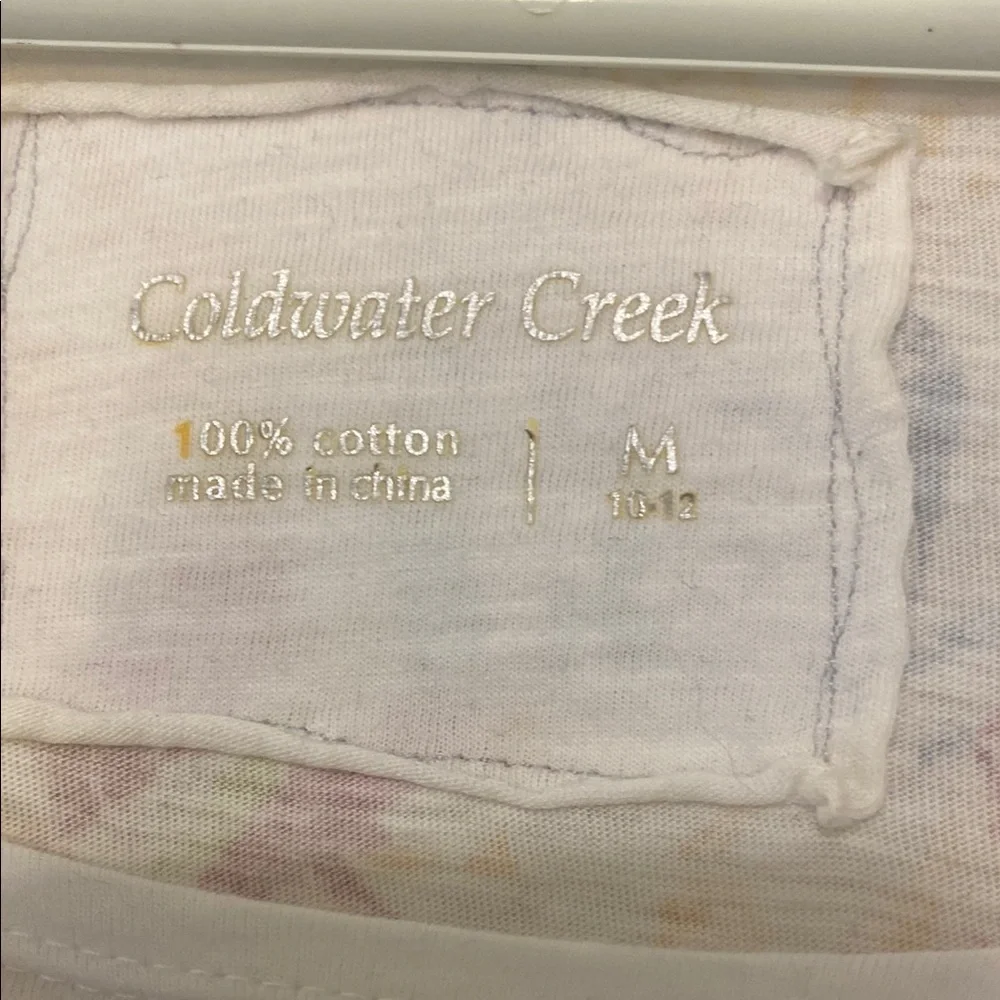 Coldwater Creek
100% cotton
made in china
M
10-12